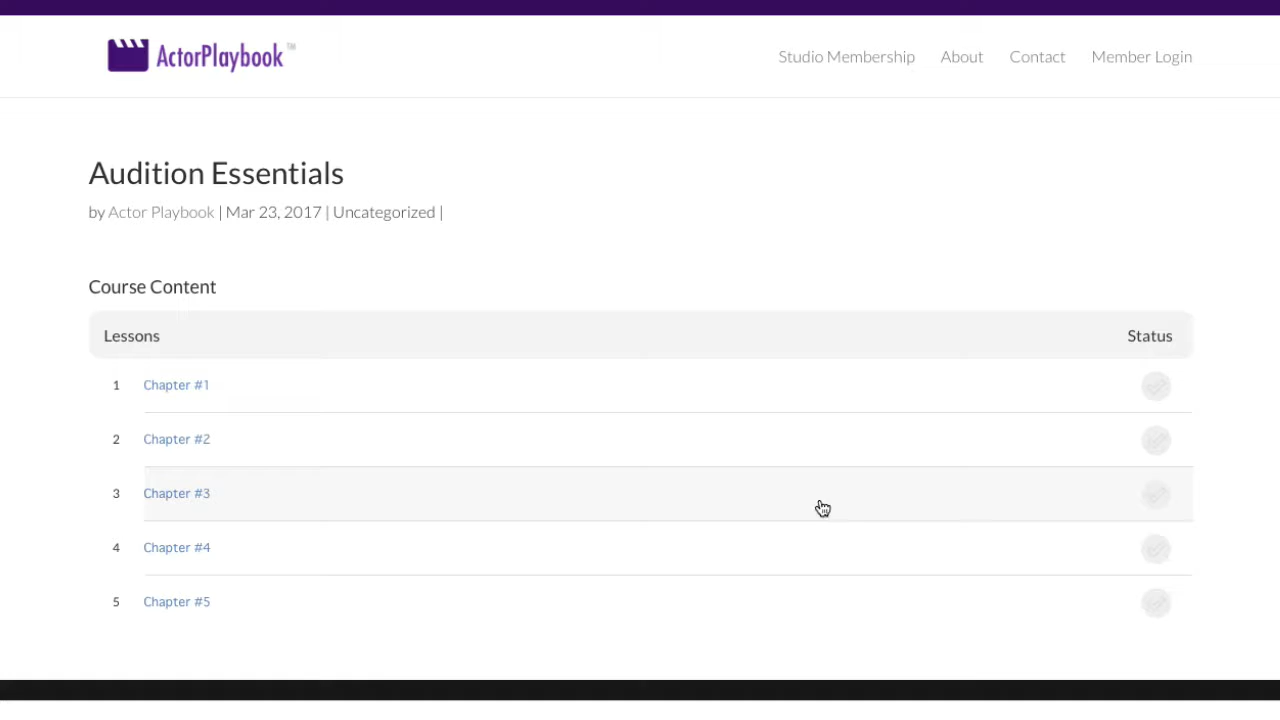 ActorPlaybook™
Studio Membership About Contact Member Login
Audition Essentials
by Actor Playbook | Mar 23, 2017 | Uncategorized |
Course Content
Lessons Status
1 Chapter #1
2 Chapter #2
3 Chapter #3
4 Chapter #4
5 Chapter #5